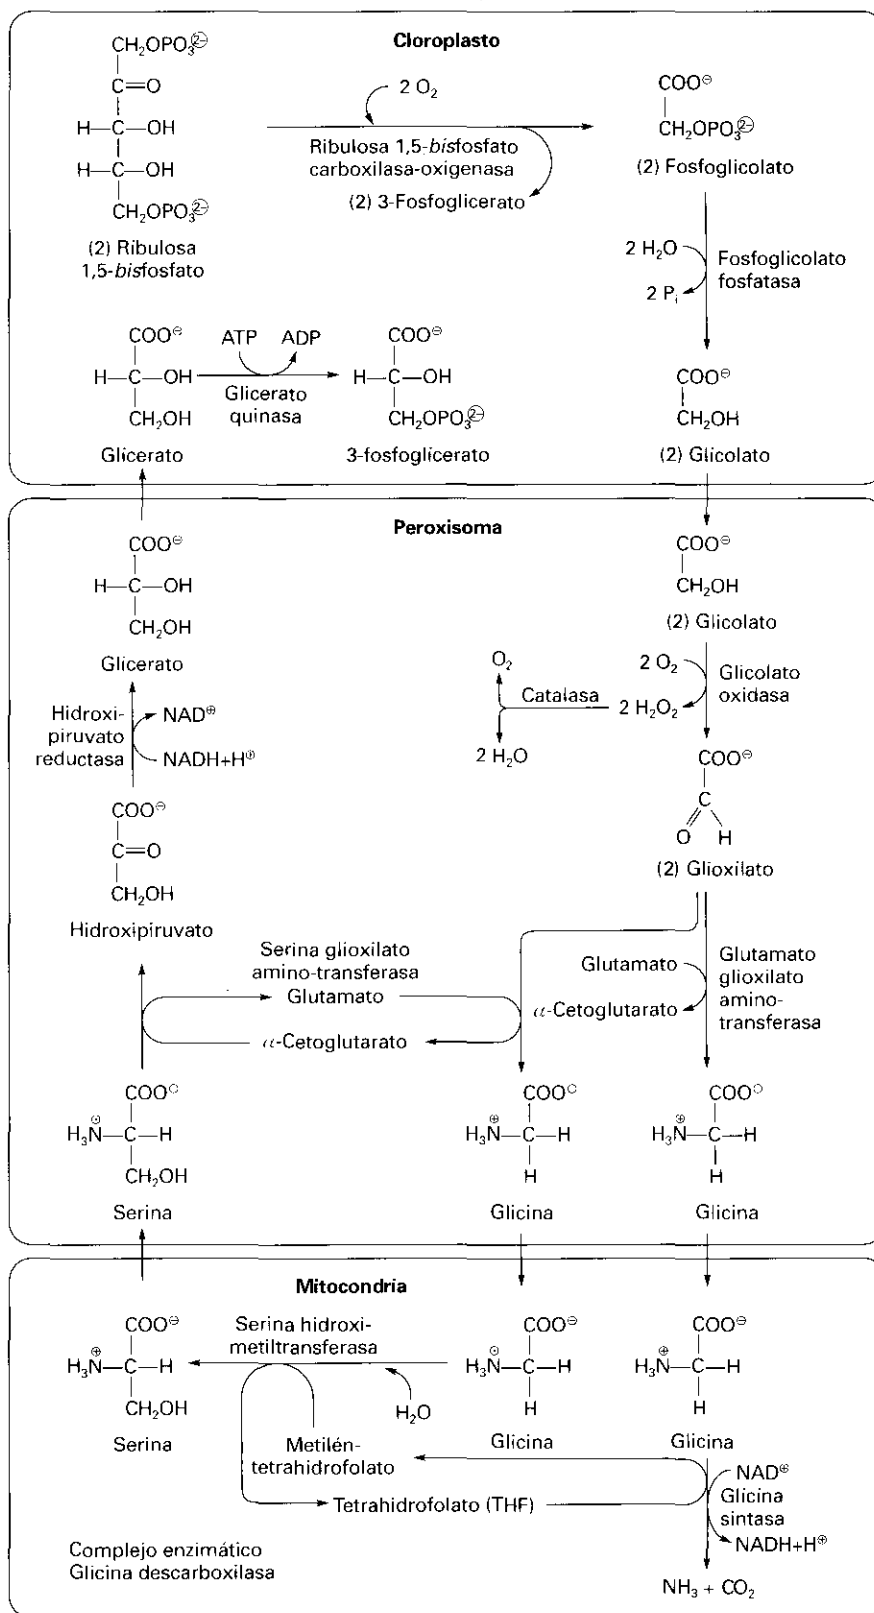 Cloroplasto
CH₂OPO₃²⁻
C=O
H—C—OH
H—C—OH
CH₂OPO₃²⁻
(2) Ribulosa
1,5-bisfosfato
2 O₂
Ribulosa 1,5-bisfosfato
carboxilasa-oxigenasa
(2) 3-Fosfoglicerato
COO⊖
CH₂OPO₃²⁻
(2) Fosfoglicolato
2 H₂O
2 Pᵢ
Fosfoglicolato
fosfatasa
COO⊖
H—C—OH
CH₂OH
Glicerato
ATP
ADP
Glicerato
quinasa
COO⊖
H—C—OH
CH₂OPO₃²⁻
3-fosfoglicerato
COO⊖
CH₂OH
(2) Glicolato
Peroxisoma
COO⊖
H—C—OH
CH₂OH
Glicerato
COO⊖
CH₂OH
(2) Glicolato
2 O₂
Glicolato
oxidasa
2 H₂O₂
Catalasa
O₂
2 H₂O
Hidroxi-
piruvato
reductasa
NAD⊕
NADH+H⊕
COO⊖
C=O
CH₂OH
Hidroxipiruvato
COO⊖
C
O
H
(2) Glioxilato
Serina glioxilato
amino-transferasa
Glutamato
α-Cetoglutarato
Glutamato
α-Cetoglutarato
Glutamato
glioxilato
amino-
transferasa
COO⊖
H₃N—C—H
CH₂OH
Serina
COO⊖
H₃N—C—H
H
Glicina
COO⊖
H₃N—C—H
H
Glicina
Mitocondria
COO⊖
H₃N—C—H
CH₂OH
Serina
Serina hidroxi-
metiltransferasa
H₂O
COO⊖
H₃N—C—H
H
Glicina
COO⊖
H₃N—C—H
H
Glicina
Metilén-
tetrahidrofolato
Tetrahidrofolato (THF)
NAD⊕
Glicina
sintasa
NADH+H⊕
NH₃ + CO₂
Complejo enzimático
Glicina descarboxilasa